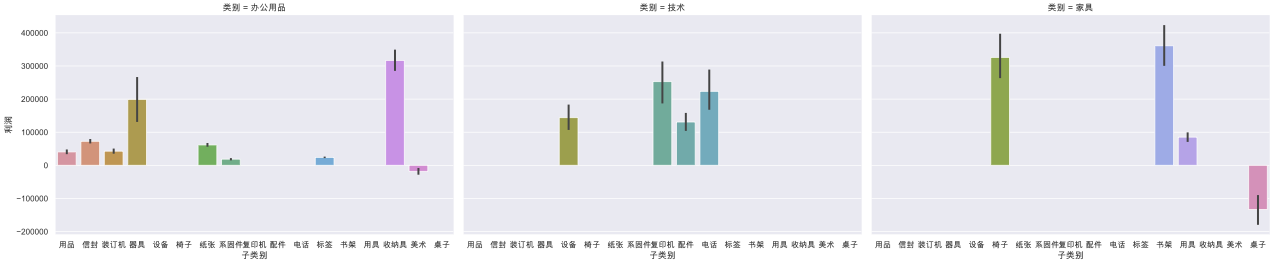 类别 = 办公用品
类别 = 技术
类别 = 家具
利润
400000
300000
200000
100000
0
−100000
−200000
用品 信封 装订机 器具 设备 椅子 纸张 系固件 复印机 配件 电话 标签 书架 用具 收纳具 美术 桌子
子类别
用品 信封 装订机 器具 设备 椅子 纸张 系固件 复印机 配件 电话 标签 书架 用具 收纳具 美术 桌子
子类别
用品 信封 装订机 器具 设备 椅子 纸张 系固件 复印机 配件 电话 标签 书架 用具 收纳具 美术 桌子
子类别